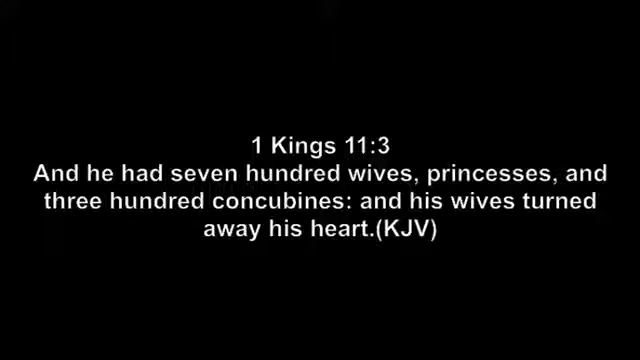 1 Kings 11:3
And he had seven hundred wives, princesses, and
three hundred concubines: and his wives turned
away his heart.(KJV)